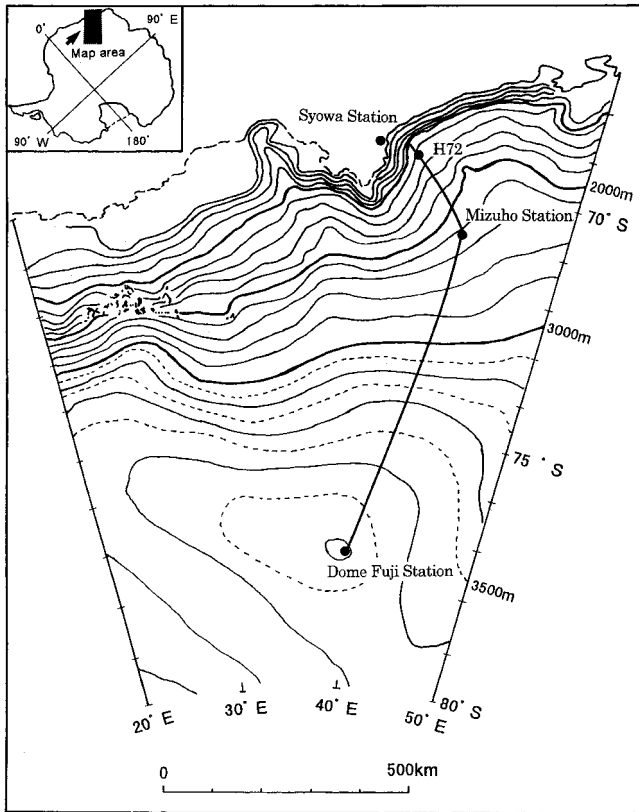 0°
90° E
Map area
90° W
180°
Syowa Station
H72
2000m
70° S
Mizuho Station
3000m
75° S
Dome Fuji Station
3500m
20° E
30° E
40° E
50° E
80° S
0
500km